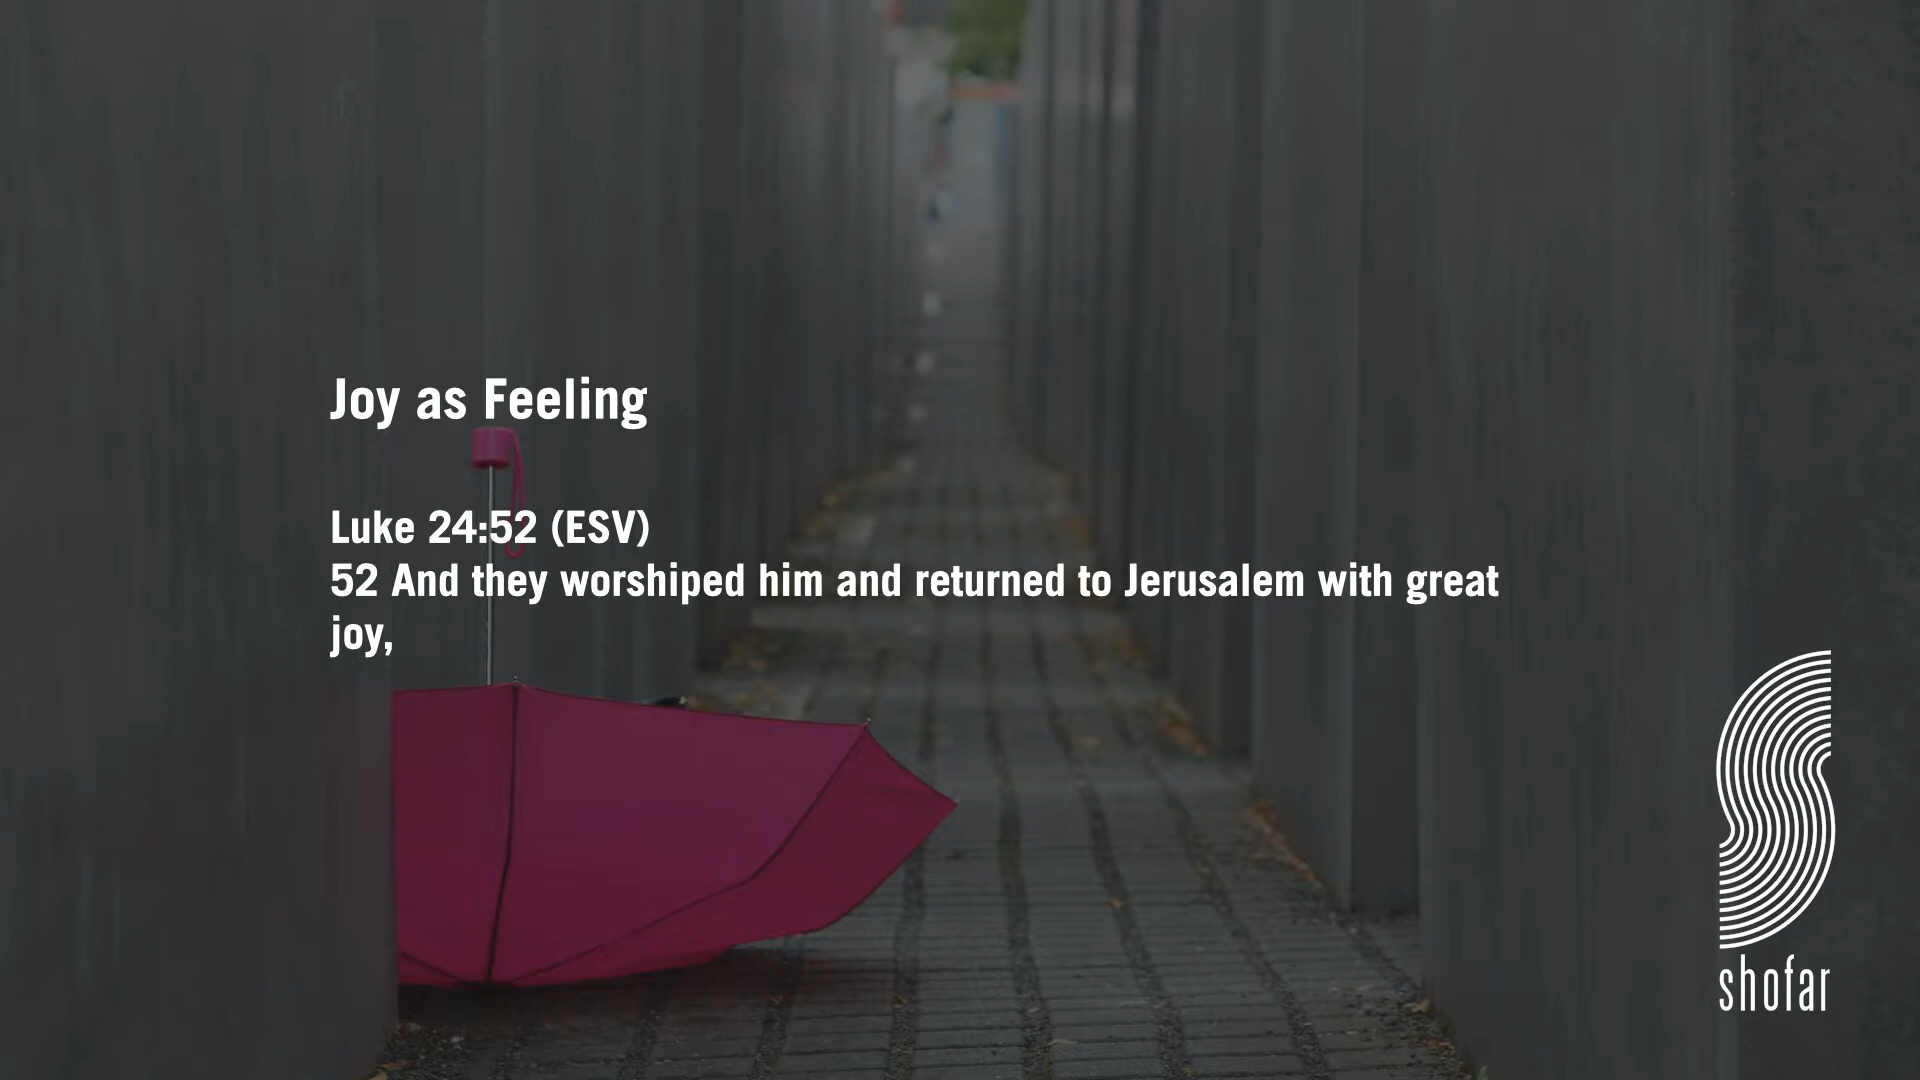 Joy as Feeling
Luke 24:52 (ESV)
52 And they worshiped him and returned to Jerusalem with great
joy,
shofar